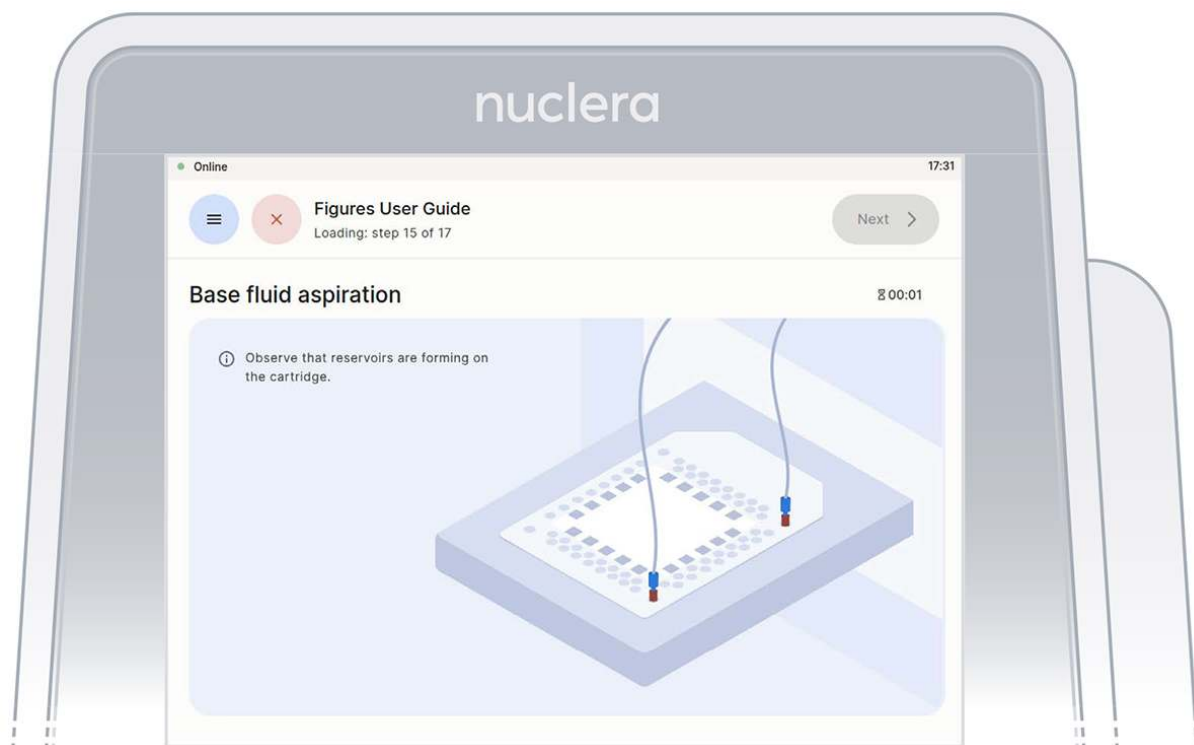 nuclera
Online
17:31
Figures User Guide
Loading: step 15 of 17
Next
Base fluid aspiration
00:01
Observe that reservoirs are forming on
the cartridge.